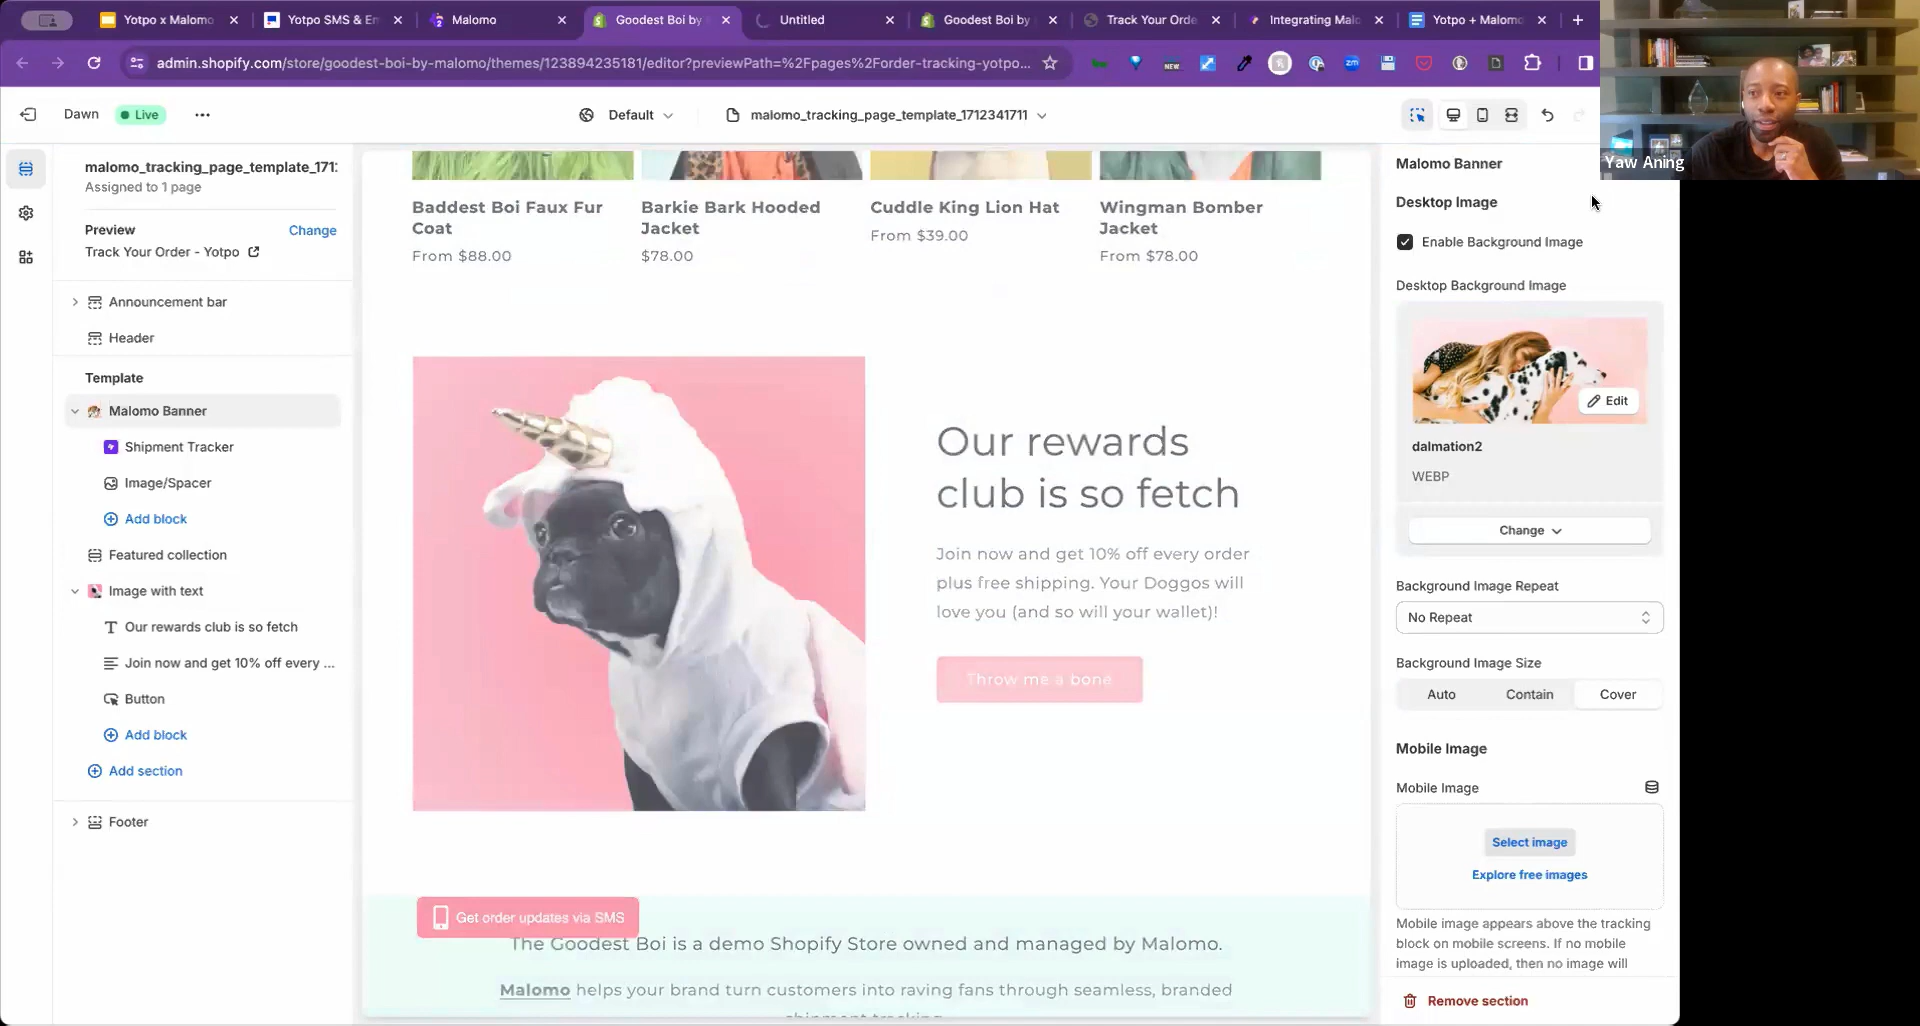 Yotpo x Malomo
Yotpo SMS & Em
Malomo
Goodest Boi by
Untitled
Goodest Boi by
Track Your Orde
Integrating Malo
Yotpo + Malomo
admin.shopify.com/store/goodest-boi-by-malomo/themes/123894235181/editor?previewPath=%2Fpages%2Forder-tracking-yotpo...
NEW
zm
Yaw Aning
Dawn
Live
Default
malomo_tracking_page_template_1712341711
malomo_tracking_page_template_171:
Assigned to 1 page
Preview
Change
Track Your Order - Yotpo
Announcement bar
Header
Template
Malomo Banner
Shipment Tracker
Image/Spacer
Add block
Featured collection
Image with text
Our rewards club is so fetch
Join now and get 10% off every ...
Button
Add block
Add section
Footer
Baddest Boi Faux Fur
Coat
From $88.00
Barkie Bark Hooded
Jacket
$78.00
Cuddle King Lion Hat
From $39.00
Wingman Bomber
Jacket
From $78.00
Our rewards
club is so fetch
Join now and get 10% off every order
plus free shipping. Your Doggos will
love you (and so will your wallet)!
Throw me a bone
Get order updates via SMS
The Goodest Boi is a demo Shopify Store owned and managed by Malomo.
Malomo helps your brand turn customers into raving fans through seamless, branded
shipment tracking.
Malomo Banner
Desktop Image
Enable Background Image
Desktop Background Image
Edit
dalmation2
WEBP
Change
Background Image Repeat
No Repeat
Background Image Size
Auto
Contain
Cover
Mobile Image
Mobile Image
Select image
Explore free images
Mobile image appears above the tracking
block on mobile screens. If no mobile
image is uploaded, then no image will
Remove section